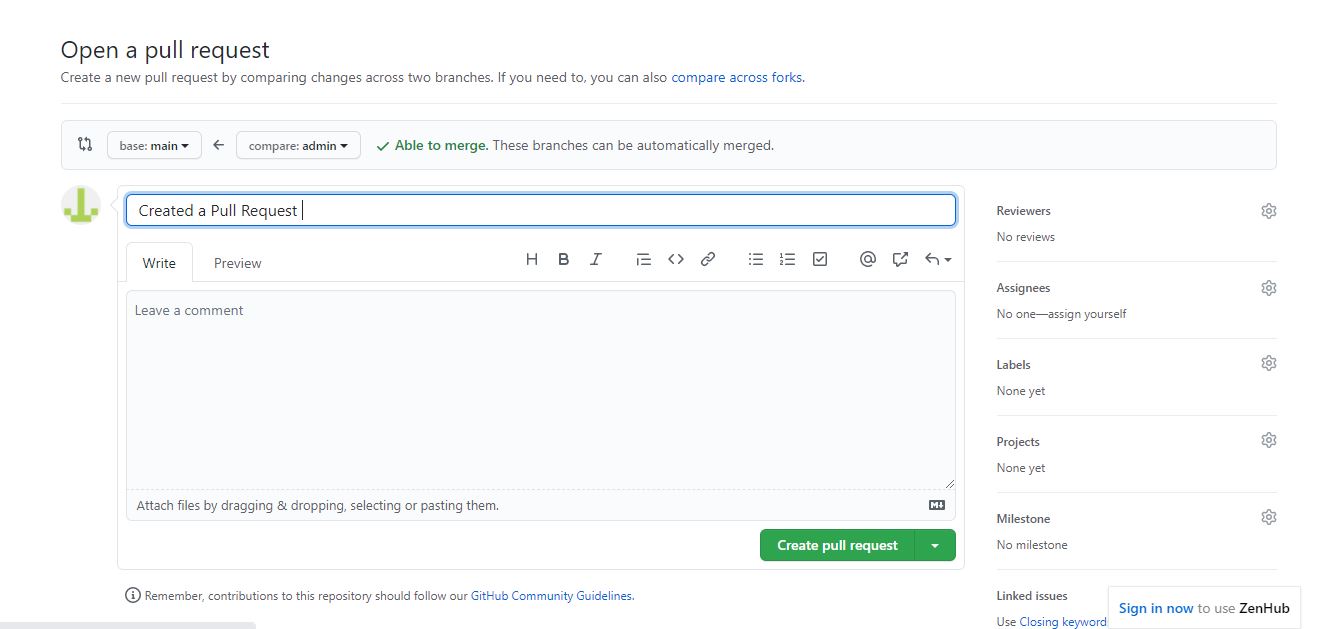 Open a pull request
Create a new pull request by comparing changes across two branches. If you need to, you can also compare across forks.
base: main
compare: admin
Able to merge. These branches can be automatically merged.
Created a Pull Request
Write
Preview
H B I
@
Leave a comment
Attach files by dragging & dropping, selecting or pasting them.
Create pull request
Remember, contributions to this repository should follow our GitHub Community Guidelines.
Reviewers
No reviews
Assignees
No one—assign yourself
Labels
None yet
Projects
None yet
Milestone
No milestone
Linked issues
Use Closing keyword
Sign in now to use ZenHub